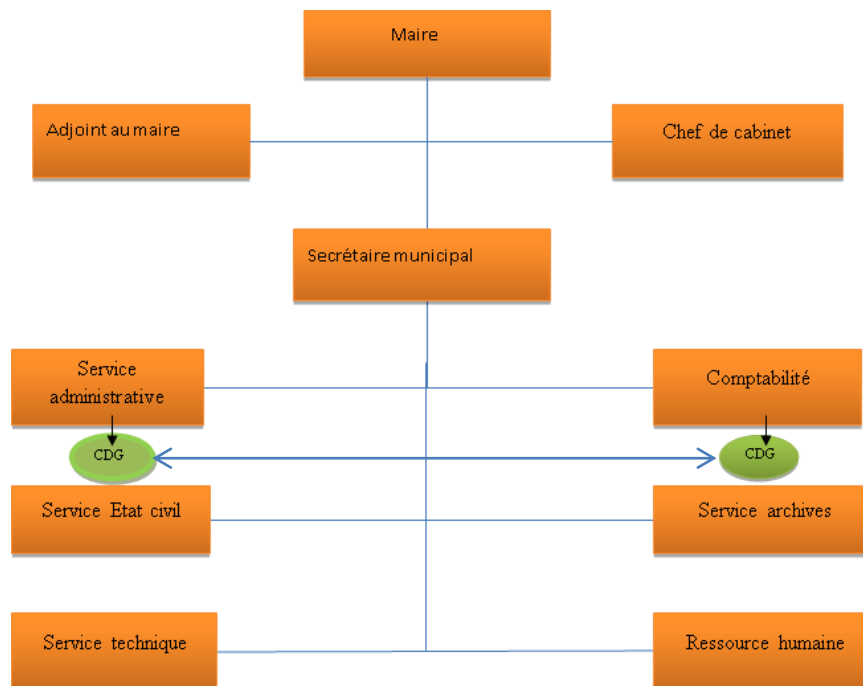 Maire
Adjoint au maire
Chef de cabinet
Secrétaire municipal
Service
administrative
Comptabilité
CDG
CDG
Service Etat civil
Service archives
Service technique
Ressource humaine